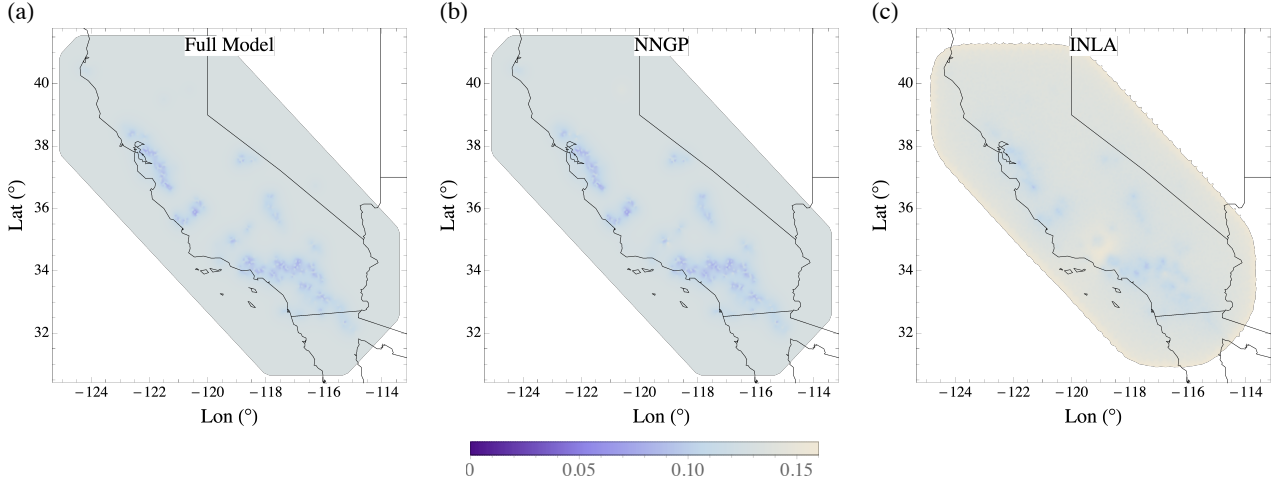 (a) (b) (c)
Full Model NNGP INLA
40 40 40
38 38 38
36 36 36
34 34 34
32 32 32
Lat (°) Lat (°) Lat (°)
−124 −122 −120 −118 −116 −114 −124 −122 −120 −118 −116 −114 −124 −122 −120 −118 −116 −114
Lon (°) Lon (°) Lon (°)
0 0.05 0.10 0.15